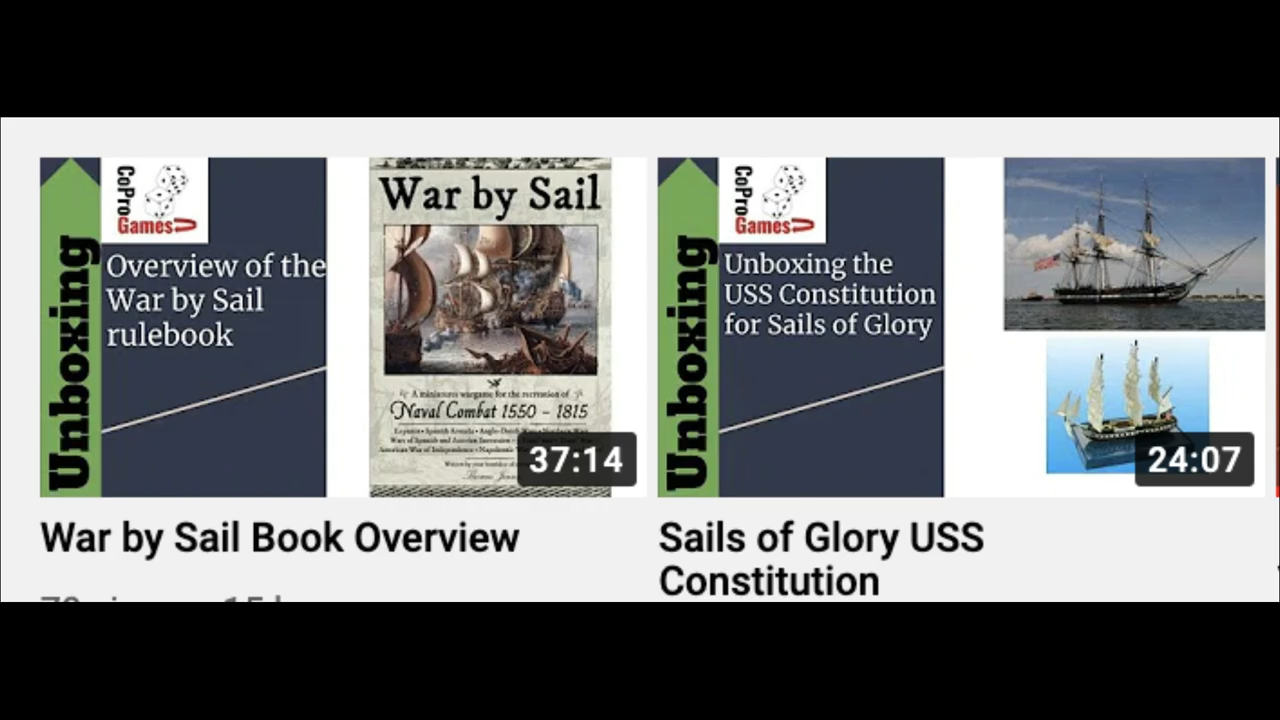 Unboxing
CoPro
Games
Overview of the
War by Sail
rulebook
War by Sail
A miniatures wargame for the recreation of
Naval Combat 1550 - 1815
37:14
War by Sail Book Overview
Unboxing
CoPro
Games
Unboxing the
USS Constitution
for Sails of Glory
24:07
Sails of Glory USS
Constitution